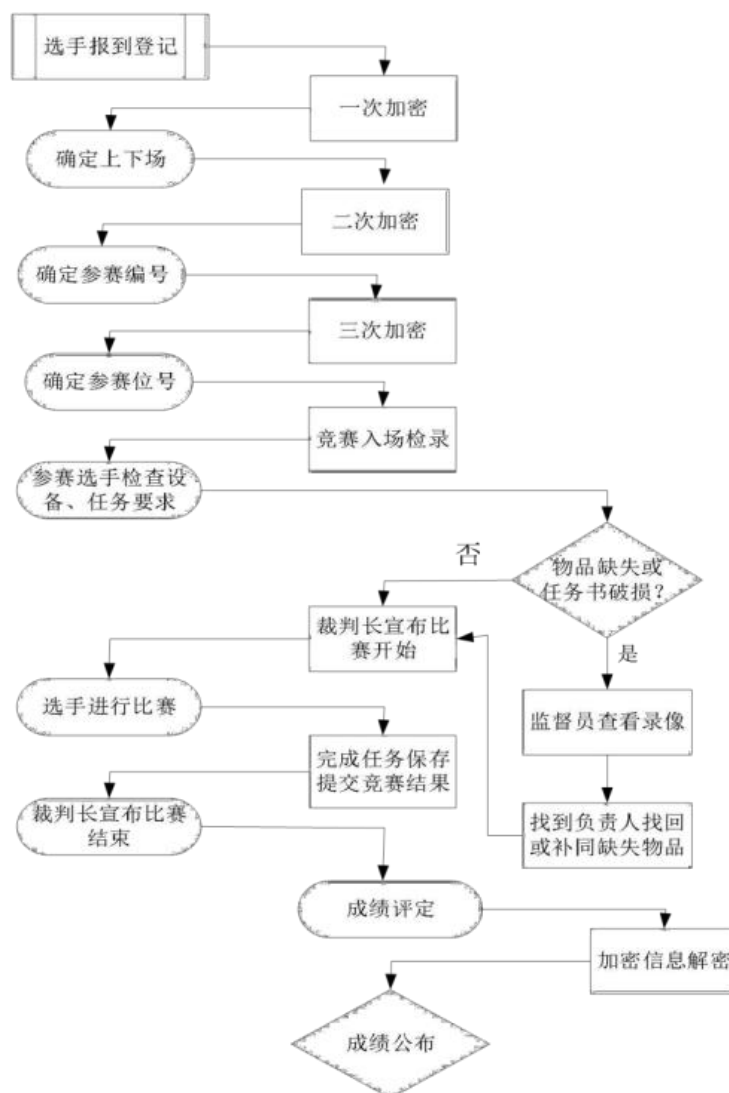 选手报到登记
一次加密
确定上下场
二次加密
确定参赛编号
三次加密
确定参赛位号
竞赛入场检录
参赛选手检查设
备、任务要求
否
物品缺失或
任务书破损?
裁判长宣布比
赛开始
是
选手进行比赛
监督员查看录像
完成任务保存
提交竞赛结果
裁判长宣布比赛
结束
找到负责人找回
或补同缺失物品
成绩评定
加密信息解密
成绩公布